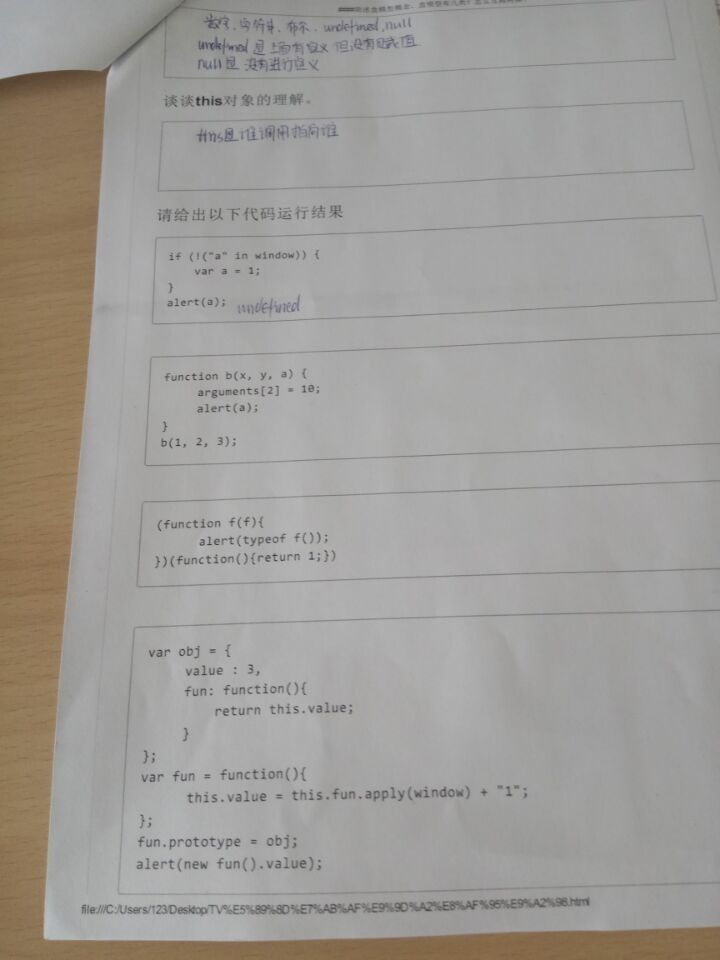 数字、字符串、布尔、undefined,null
undefined是上面有定义但没有赋值
null是 没有进行定义
谈谈this对象的理解。
this是谁调用指向谁
请给出以下代码运行结果
if (!("a" in window)) {
var a = 1;
}
alert(a); undefined
function b(x, y, a) {
arguments[2] = 10;
alert(a);
}
b(1, 2, 3);
(function f(f){
alert(typeof f());
})(function(){return 1;})
var obj = {
value : 3,
fun: function(){
return this.value;
}
};
var fun = function(){
this.value = this.fun.apply(window) + "1";
};
fun.prototype = obj;
alert(new fun().value);
file:///C:/Users/123/Desktop/TV%E5%89%8D%E7%AB%AF%E9%9D%A2%E8%AF%95%E9%A2%98.html